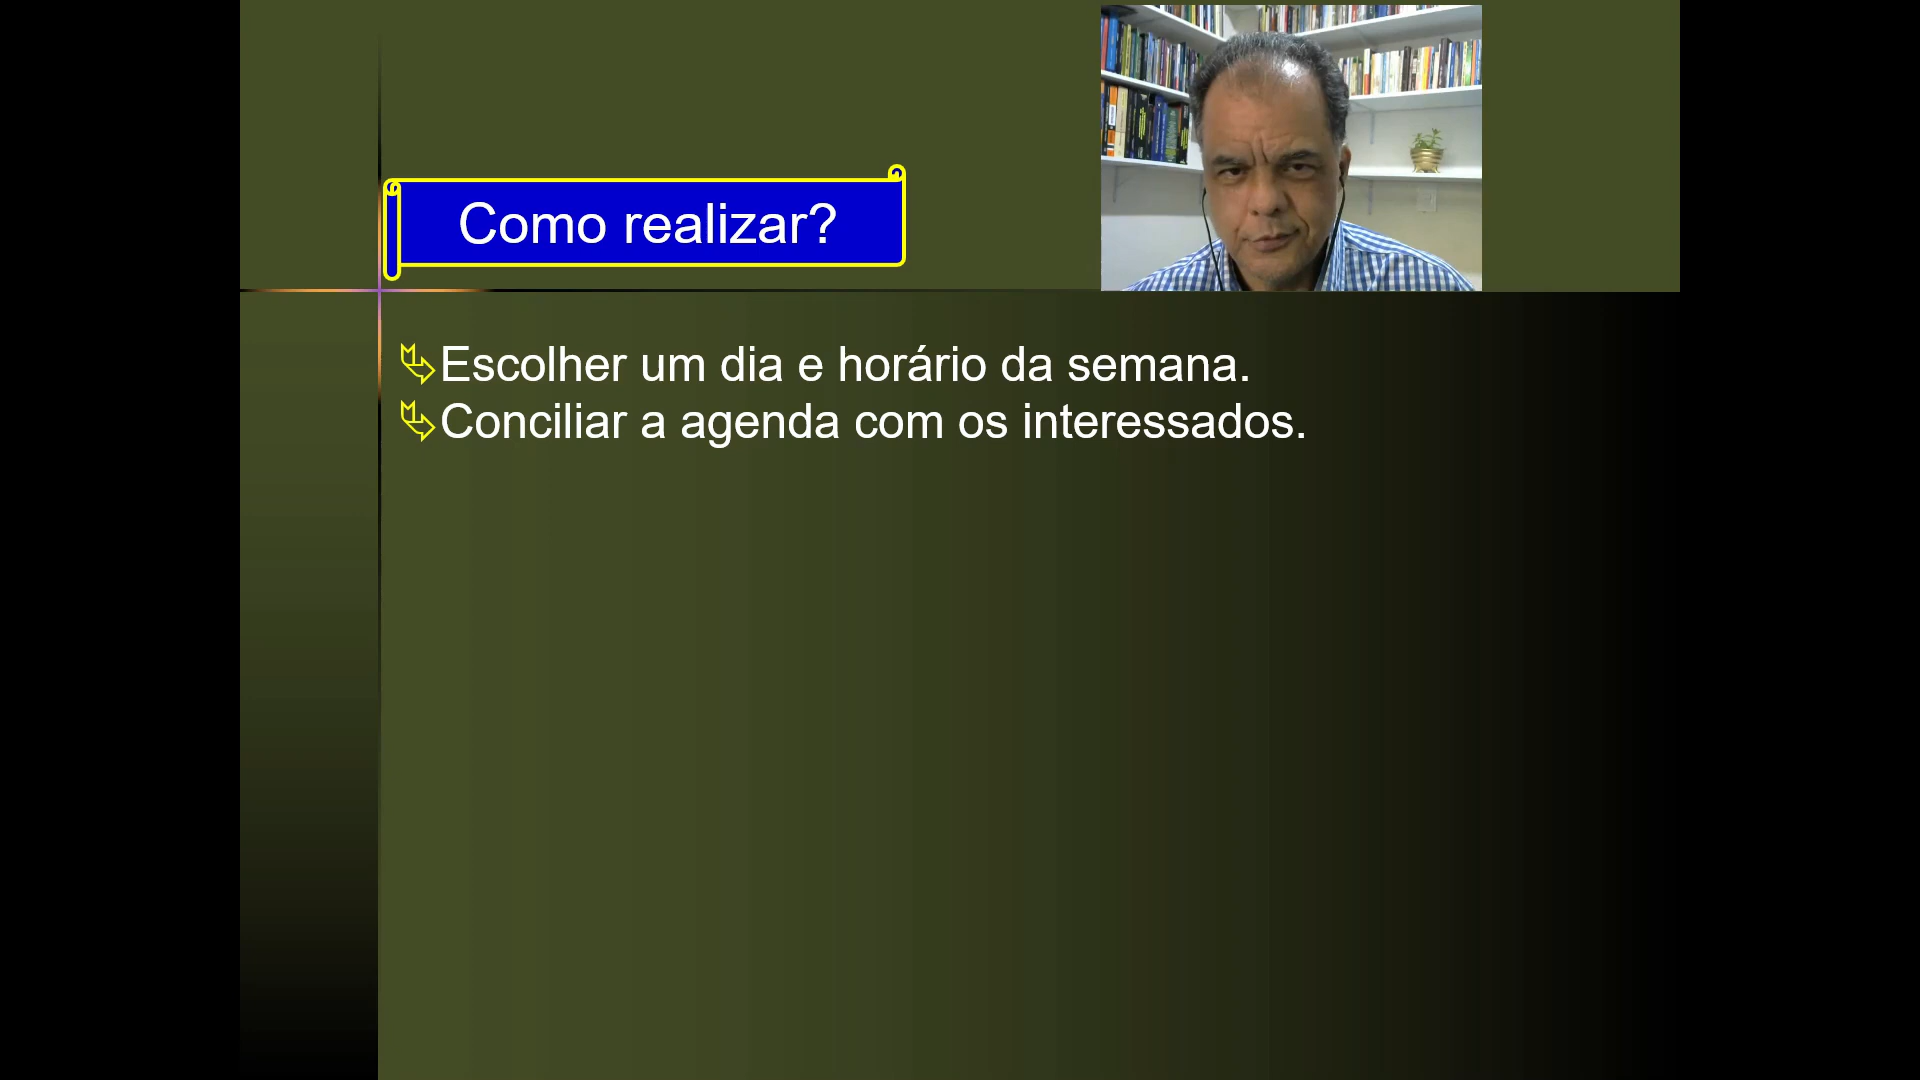 Como realizar?
Escolher um dia e horário da semana.
Conciliar a agenda com os interessados.